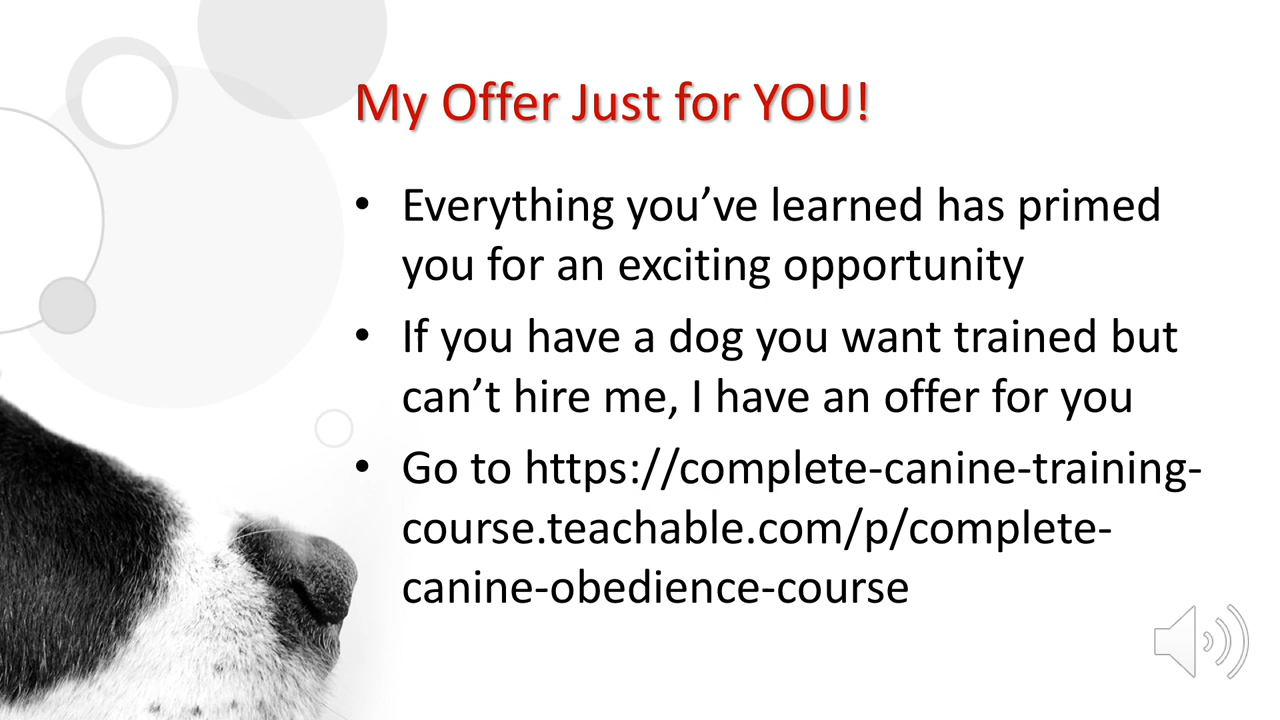 My Offer Just for YOU!
• Everything you’ve learned has primed
you for an exciting opportunity
• If you have a dog you want trained but
can’t hire me, I have an offer for you
• Go to https://complete-canine-training-
course.teachable.com/p/complete-
canine-obedience-course